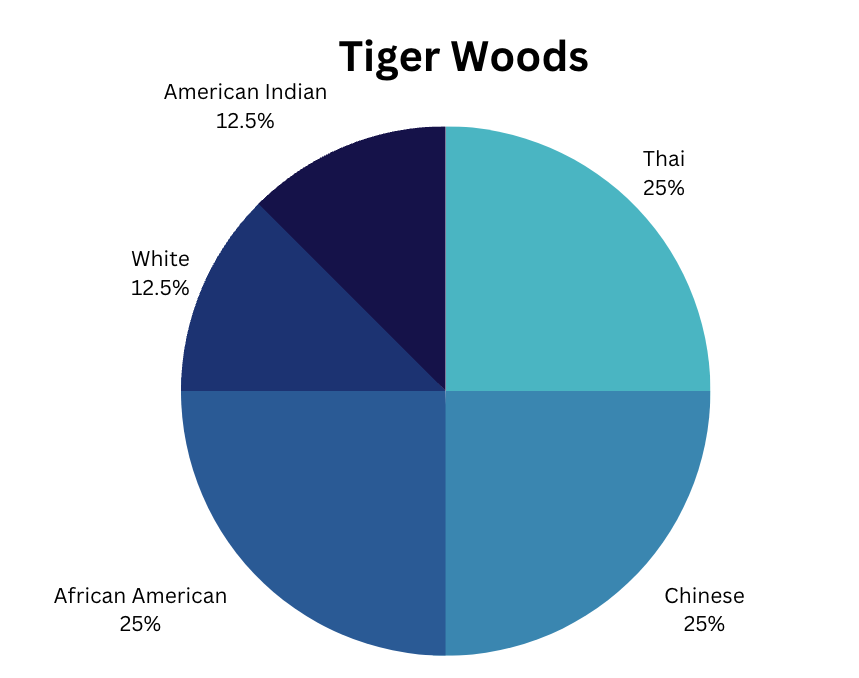 Tiger Woods
American Indian
12.5%
Thai
25%
White
12.5%
African American
25%
Chinese
25%